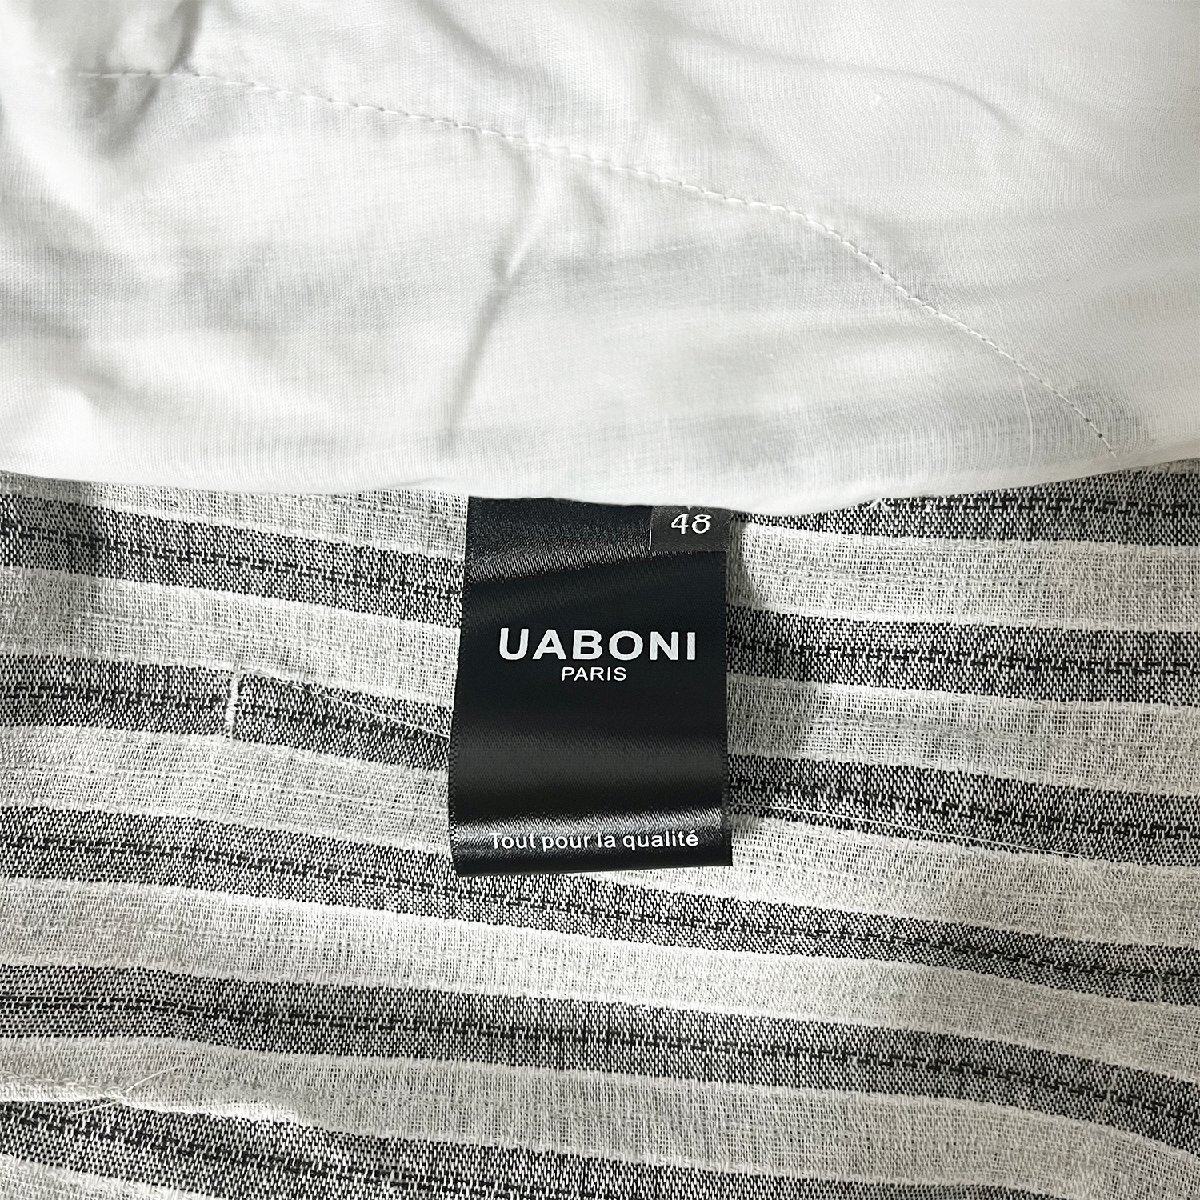 48
UABONI
PARIS
Tout pour la qualité